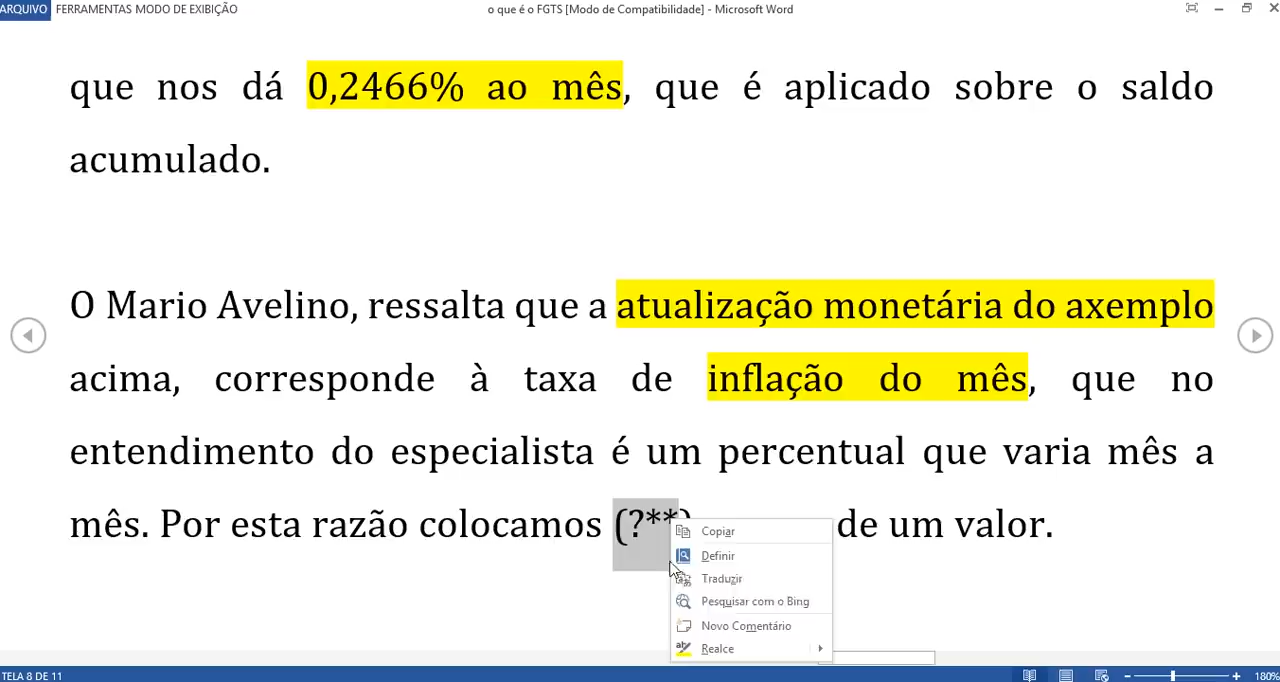 ARQUIVO FERRAMENTAS MODO DE EXIBIÇÃO
o que é o FGTS [Modo de Compatibilidade] - Microsoft Word
que nos dá 0,2466% ao mês, que é aplicado sobre o saldo
acumulado.
O Mario Avelino, ressalta que a atualização monetária do axemplo
acima, corresponde à taxa de inflação do mês, que no
entendimento do especialista é um percentual que varia mês a
mês. Por esta razão colocamos (?**) de um valor.
Copiar
Definir
Traduzir
Pesquisar com o Bing
Novo Comentário
Realce
TELA 8 DE 11
180%